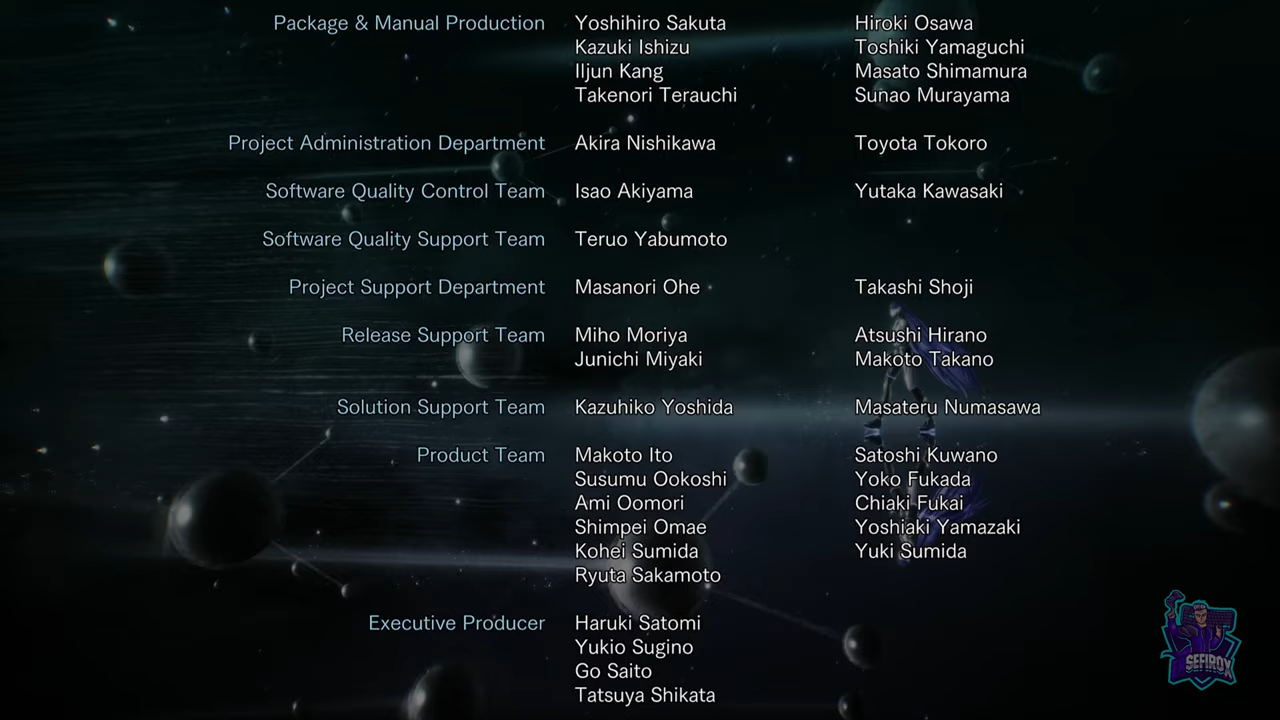 Package & Manual Production Yoshihiro Sakuta Hiroki Osawa
Kazuki Ishizu Toshiki Yamaguchi
Iljun Kang Masato Shimamura
Takenori Terauchi Sunao Murayama
Project Administration Department Akira Nishikawa Toyota Tokoro
Software Quality Control Team Isao Akiyama Yutaka Kawasaki
Software Quality Support Team Teruo Yabumoto
Project Support Department Masanori Ohe Takashi Shoji
Release Support Team Miho Moriya Atsushi Hirano
Junichi Miyaki Makoto Takano
Solution Support Team Kazuhiko Yoshida Masateru Numasawa
Product Team Makoto Ito Satoshi Kuwano
Susumu Ookoshi Yoko Fukada
Ami Oomori Chiaki Fukai
Shimpei Omae Yoshiaki Yamazaki
Kohei Sumida Yuki Sumida
Ryuta Sakamoto
Executive Producer Haruki Satomi
Yukio Sugino
Go Saito
Tatsuya Shikata
SEFIROX